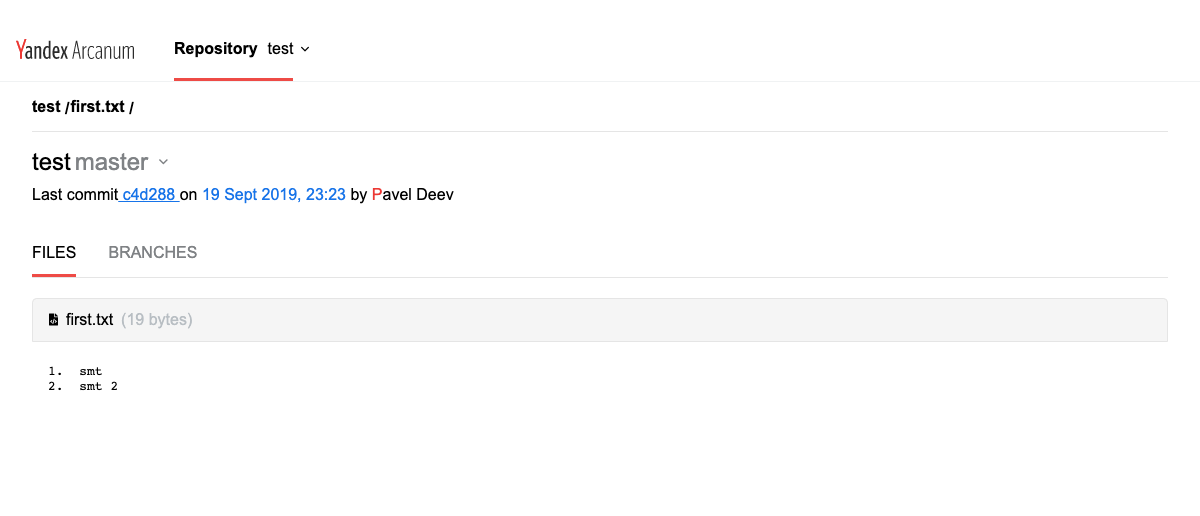 Yandex Arcanum
Repository test
test /first.txt /
test master
Last commit c4d288 on 19 Sept 2019, 23:23 by Pavel Deev
FILES BRANCHES
first.txt (19 bytes)
1. smt
2. smt 2